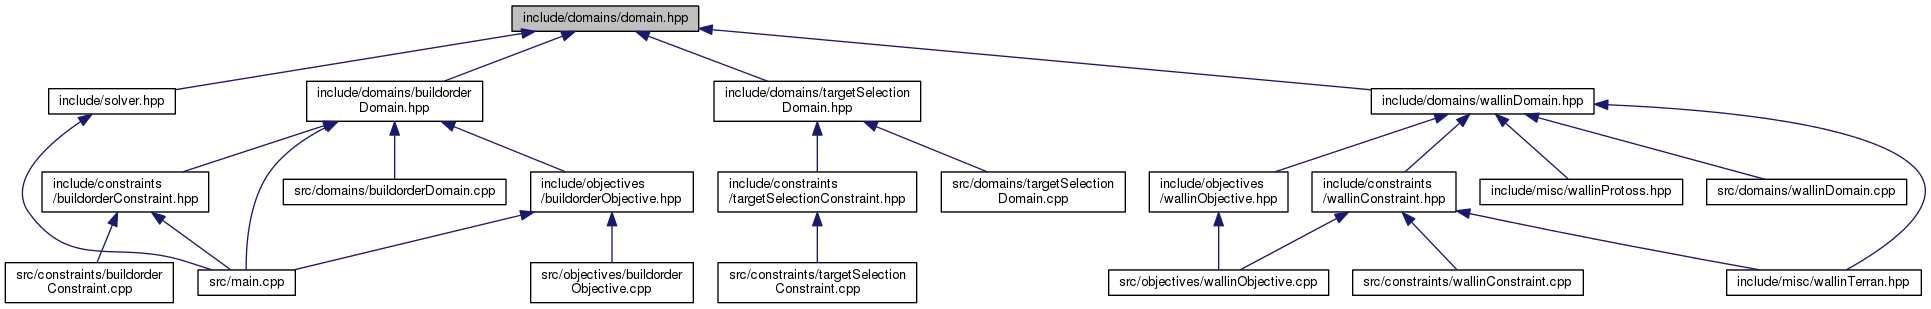 include/domains/domain.hpp
include/solver.hpp
include/domains/buildorder
Domain.hpp
include/domains/targetSelection
Domain.hpp
include/domains/wallinDomain.hpp
include/constraints
/buildorderConstraint.hpp
src/domains/buildorderDomain.cpp
include/objectives
/buildorderObjective.hpp
include/constraints
/targetSelectionConstraint.hpp
src/domains/targetSelection
Domain.cpp
include/objectives
/wallinObjective.hpp
include/constraints
/wallinConstraint.hpp
include/misc/wallinProtoss.hpp
src/domains/wallinDomain.cpp
src/constraints/buildorder
Constraint.cpp
src/main.cpp
src/objectives/buildorder
Objective.cpp
src/constraints/targetSelection
Constraint.cpp
src/objectives/wallinObjective.cpp
src/constraints/wallinConstraint.cpp
include/misc/wallinTerran.hpp